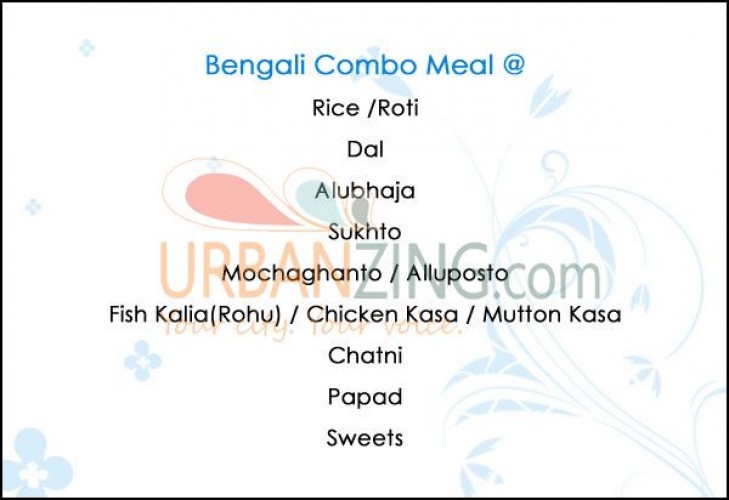 Bengali Combo Meal @
Rice /Roti
Dal
Alubhaja
Sukhto
URBANZING.com
Mochaghanto / Alluposto
Fish Kalia(Rohu) / Chicken Kasa / Mutton Kasa
Your city. Your voice.
Chatni
Papad
Sweets